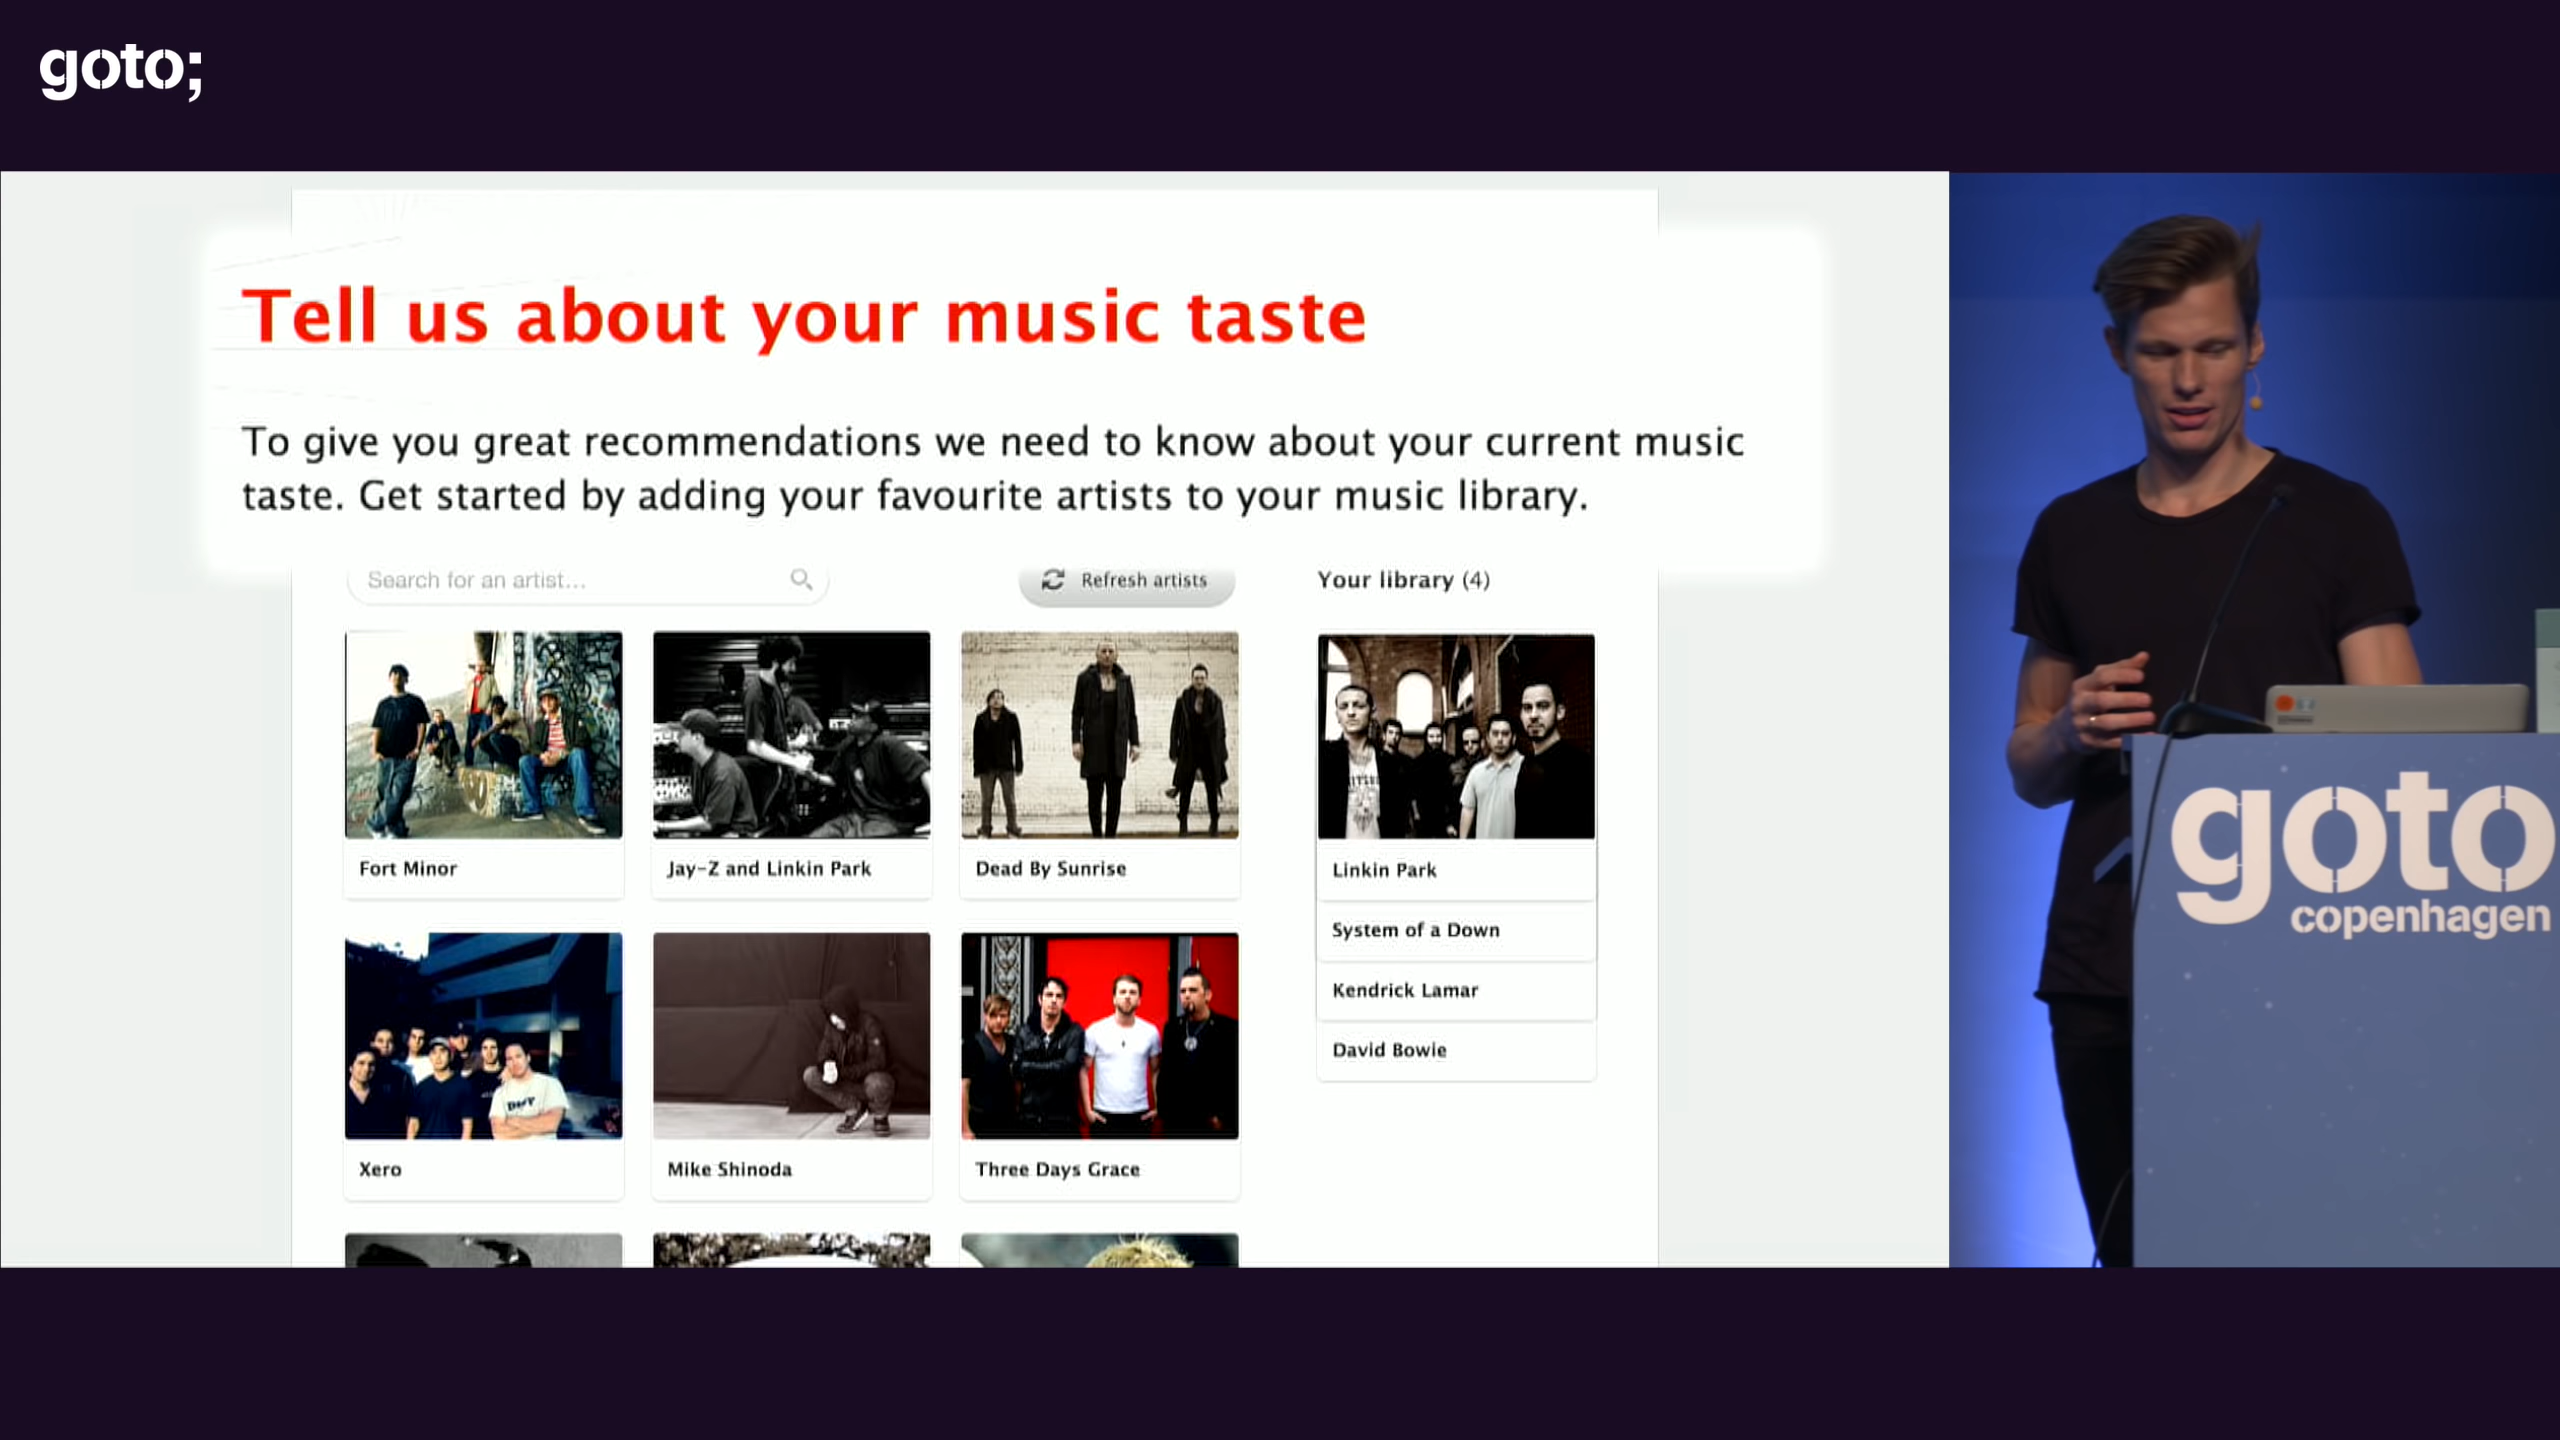 goto;
Tell us about your music taste
To give you great recommendations we need to know about your current music
taste. Get started by adding your favourite artists to your music library.
Search for an artist...
Refresh artists
Your library (4)
Fort Minor
Jay-Z and Linkin Park
Dead By Sunrise
Linkin Park
System of a Down
Kendrick Lamar
David Bowie
Xero
Mike Shinoda
Three Days Grace
goto
copenhagen